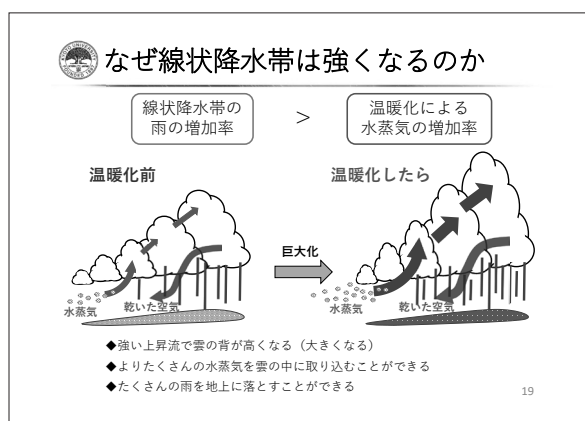 なぜ線状降水帯は強くなるのか
線状降水帯の
雨の増加率
>
温暖化による
水蒸気の増加率
温暖化前
温暖化したら
巨大化
水蒸気
乾いた空気
水蒸気
乾いた空気
◆強い上昇流で雲の背が高くなる（大きくなる）
◆よりたくさんの水蒸気を雲の中に取り込むことができる
◆たくさんの雨を地上に落とすことができる
19